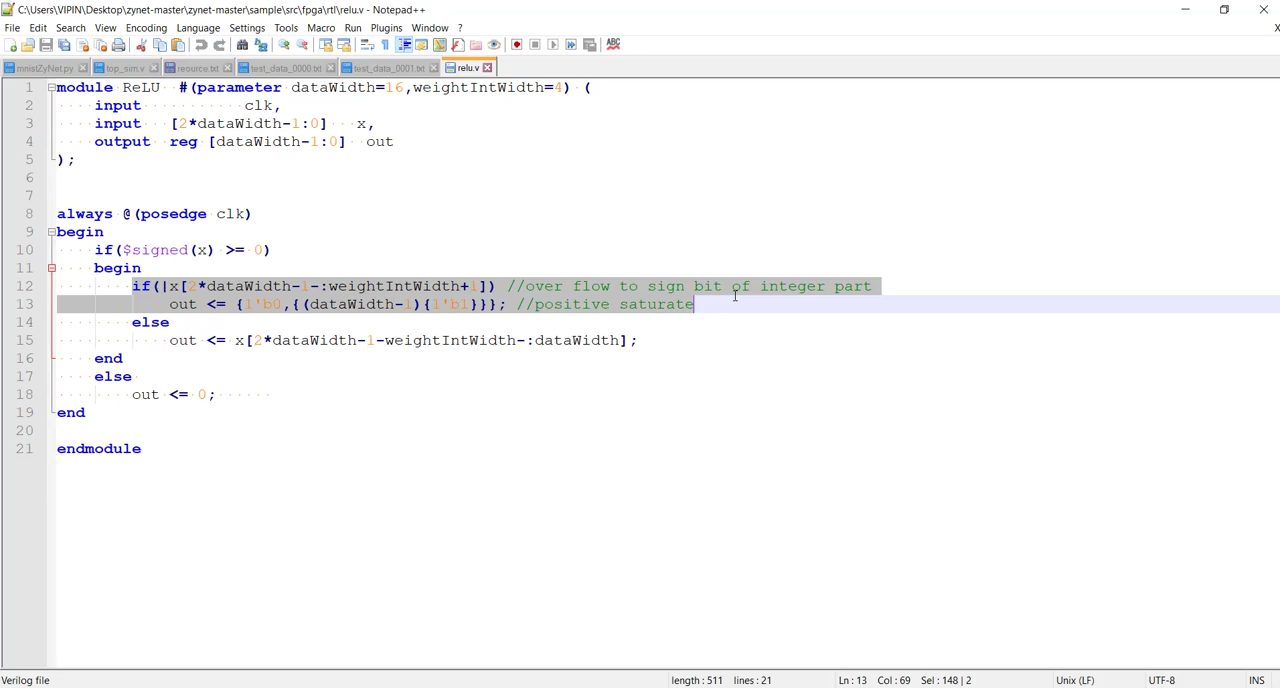 C:\Users\VIPIN\Desktop\zynet-master\zynet-master\sample\src\fpga\rtl\relu.v - Notepad++
File Edit Search View Encoding Language Settings Tools Macro Run Plugins Window ? X
mnistZyNet.py top_sim.v reource.txt test_data_0000.txt test_data_0001.txt relu.v
1 module ReLU #(parameter dataWidth=16,weightIntWidth=4) (
2 input clk,
3 input [2*dataWidth-1:0] x,
4 output reg [dataWidth-1:0] out
5 );
6
7
8 always @(posedge clk)
9 begin
10 if($signed(x) >= 0)
11 begin
12 if(|x[2*dataWidth-1-:weightIntWidth+1]) //over flow to sign bit of integer part
13 out <= {1'b0,{(dataWidth-1){1'b1}}}; //positive saturate
14 else
15 out <= x[2*dataWidth-1-weightIntWidth-:dataWidth];
16 end
17 else
18 out <= 0;
19 end
20
21 endmodule
Verilog file length : 511 lines : 21 Ln : 13 Col : 69 Sel : 148 | 2 Unix (LF) UTF-8 INS